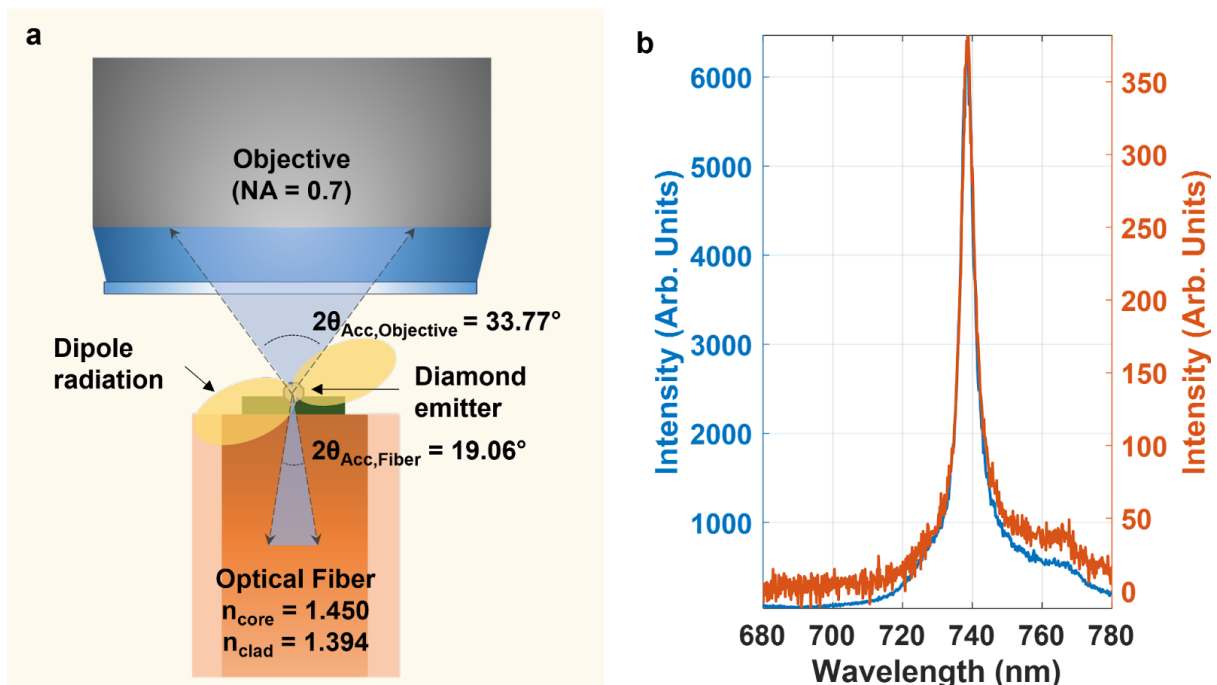 a
Objective
(NA = 0.7)
2θAcc,Objective = 33.77°
Dipole
radiation
Diamond
emitter
2θAcc,Fiber = 19.06°
Optical Fiber
ncore = 1.450
nclad = 1.394
b
Intensity (Arb. Units)
6000
5000
4000
3000
2000
1000
350
300
250
200
150
100
50
0
Intensity (Arb. Units)
680 700 720 740 760 780
Wavelength (nm)